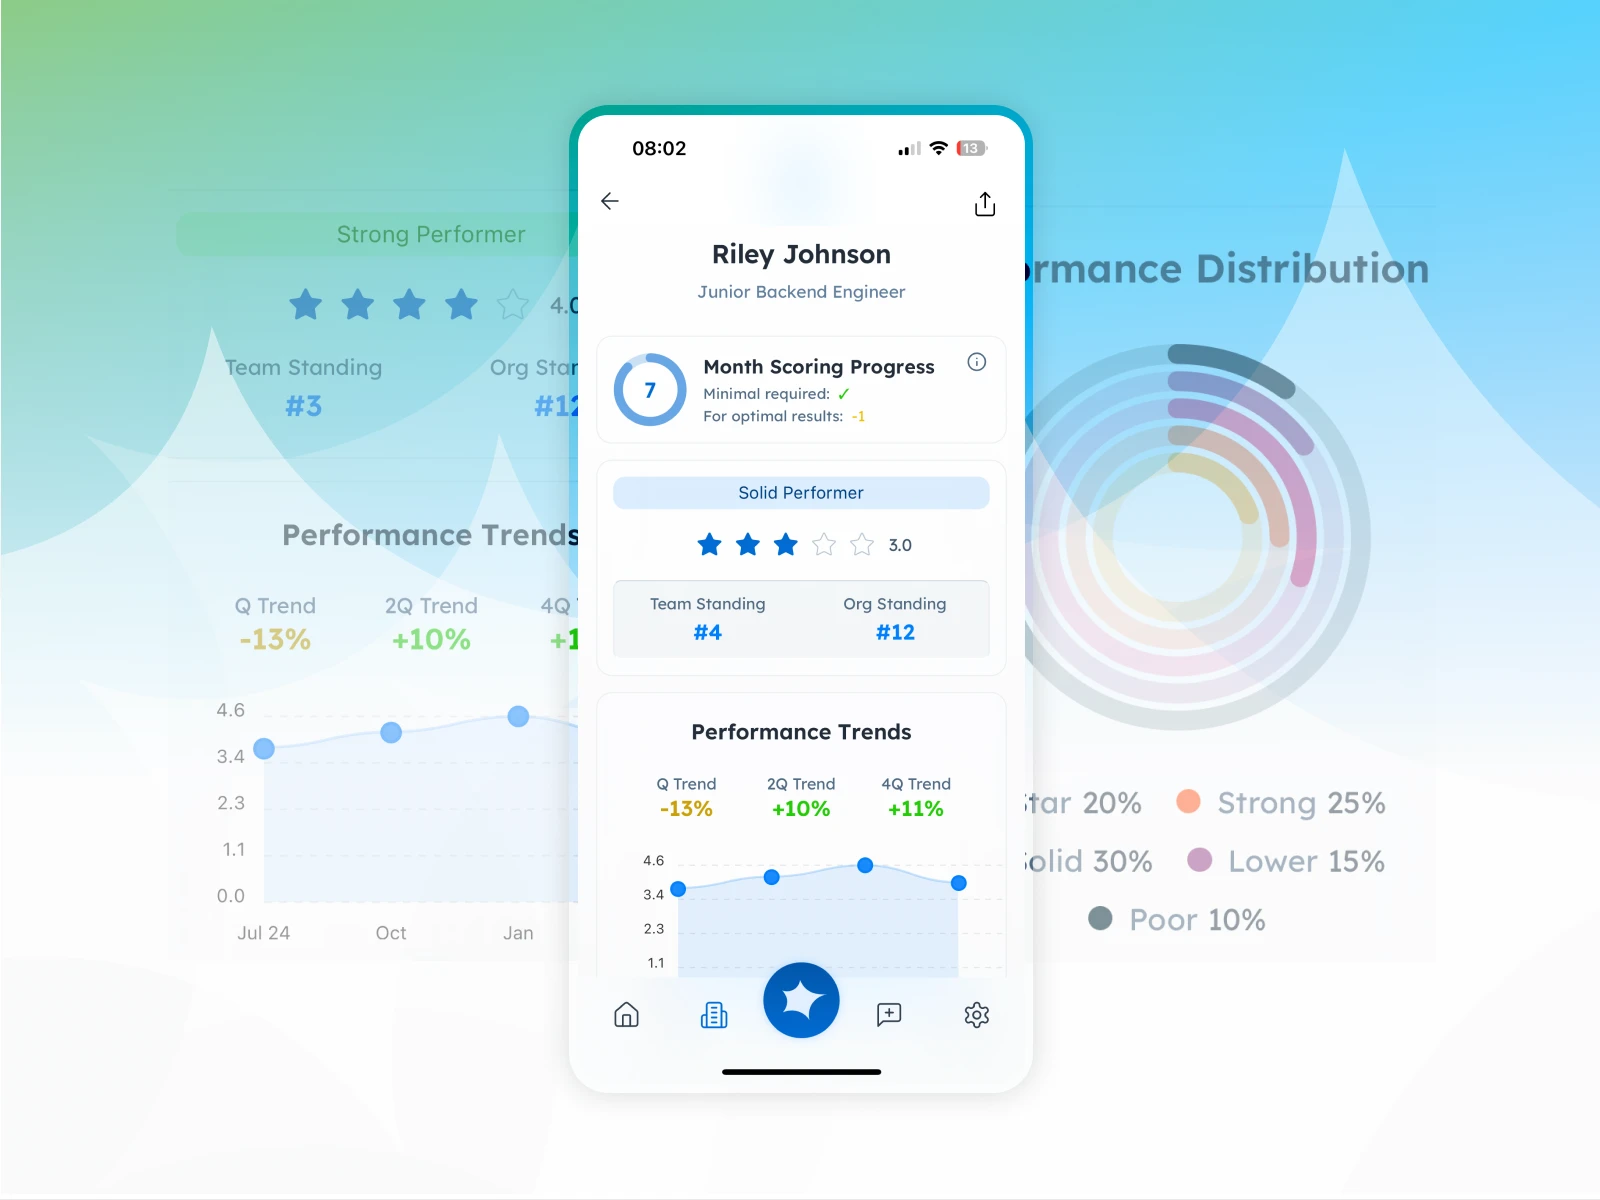 08:02
13
Riley Johnson
Junior Backend Engineer
7
Month Scoring Progress
Minimal required: ✓
For optimal results: -1
Solid Performer
3.0
Team Standing Org Standing
#4 #12
Performance Trends
Q Trend 2Q Trend 4Q Trend
-13% +10% +11%
4.6
3.4
2.3
1.1
Strong Performer
4.0
Team Standing Org Stan
#3 #12
Performance Trends
Q Trend 2Q Trend 4Q
-13% +10% +1
4.6
3.4
2.3
1.1
0.0
Jul 24 Oct Jan
ormance Distribution
tar 20% Strong 25%
olid 30% Lower 15%
Poor 10%